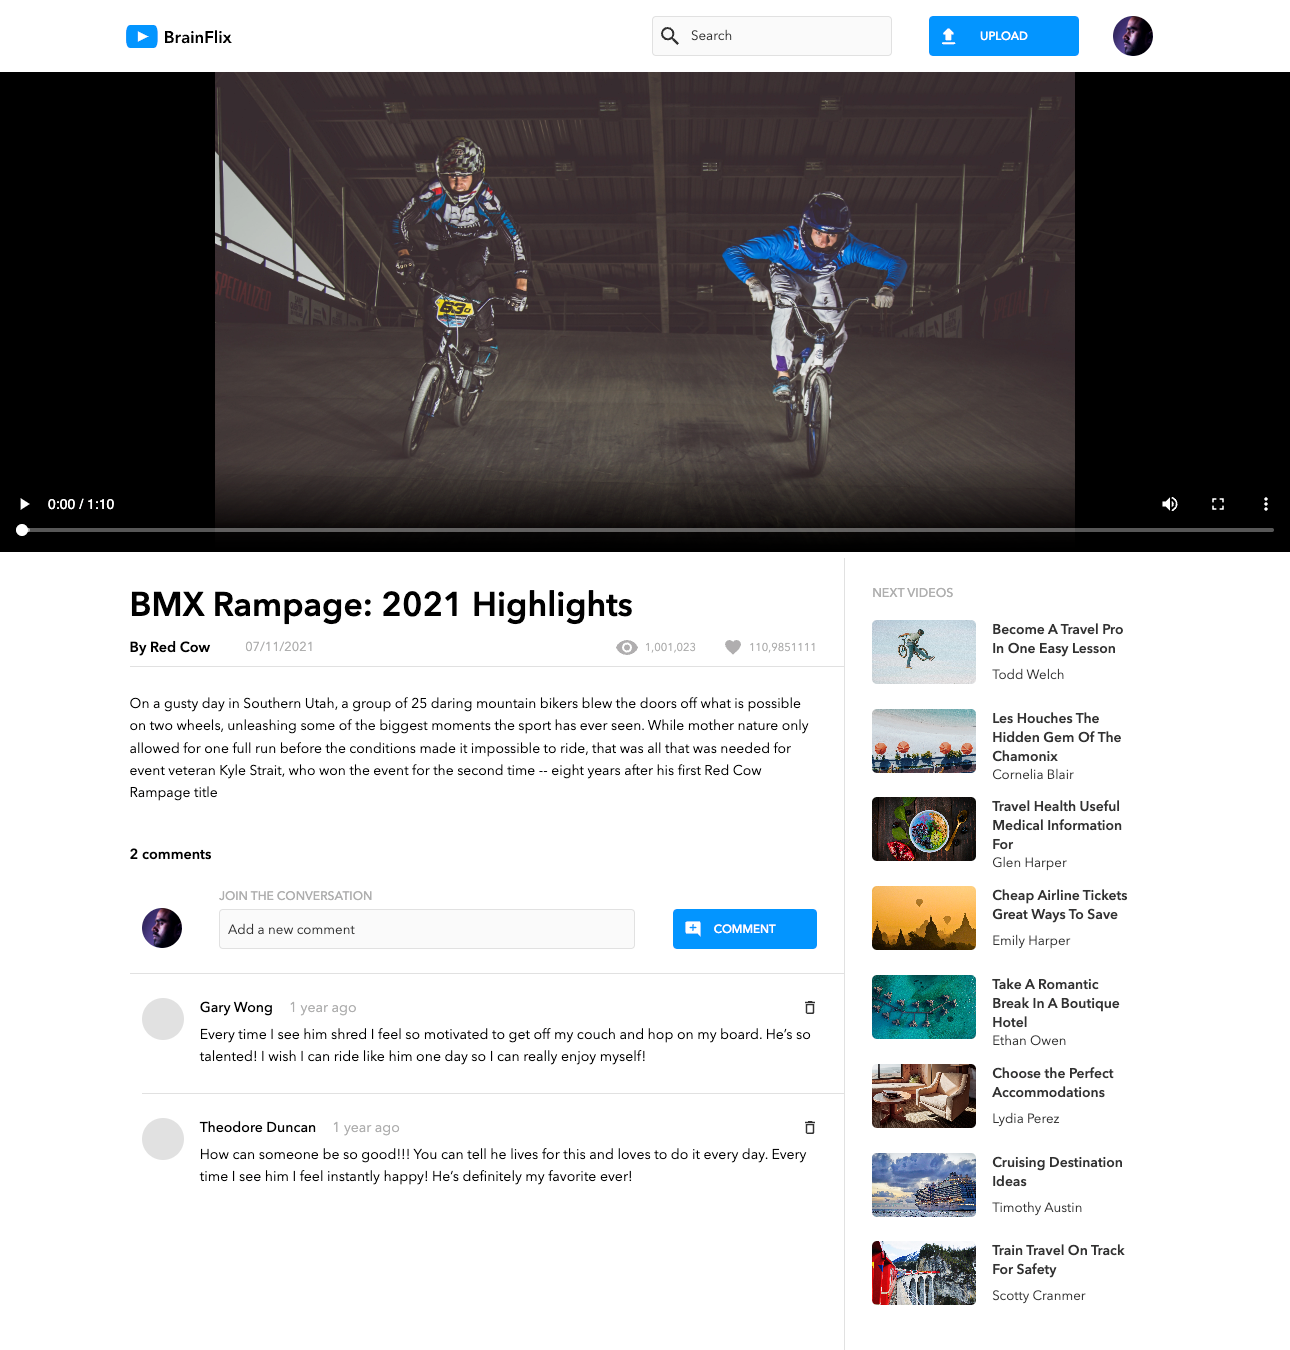 BrainFlix
Search
UPLOAD
SPECIALIZED
630
0:00 / 1:10
BMX Rampage: 2021 Highlights
By Red Cow
07/11/2021
1,001,023
110,9851111
On a gusty day in Southern Utah, a group of 25 daring mountain bikers blew the doors off what is possible
on two wheels, unleashing some of the biggest moments the sport has ever seen. While mother nature only
allowed for one full run before the conditions made it impossible to ride, that was all that was needed for
event veteran Kyle Strait, who won the event for the second time -- eight years after his first Red Cow
Rampage title
2 comments
JOIN THE CONVERSATION
Add a new comment
COMMENT
Gary Wong
1 year ago
Every time I see him shred I feel so motivated to get off my couch and hop on my board. He’s so
talented! I wish I can ride like him one day so I can really enjoy myself!
Theodore Duncan
1 year ago
How can someone be so good!!! You can tell he lives for this and loves to do it every day. Every
time I see him I feel instantly happy! He’s definitely my favorite ever!
NEXT VIDEOS
Become A Travel Pro
In One Easy Lesson
Todd Welch
Les Houches The
Hidden Gem Of The
Chamonix
Cornelia Blair
Travel Health Useful
Medical Information
For
Glen Harper
Cheap Airline Tickets
Great Ways To Save
Emily Harper
Take A Romantic
Break In A Boutique
Hotel
Ethan Owen
Choose the Perfect
Accommodations
Lydia Perez
Cruising Destination
Ideas
Timothy Austin
Train Travel On Track
For Safety
Scotty Cranmer